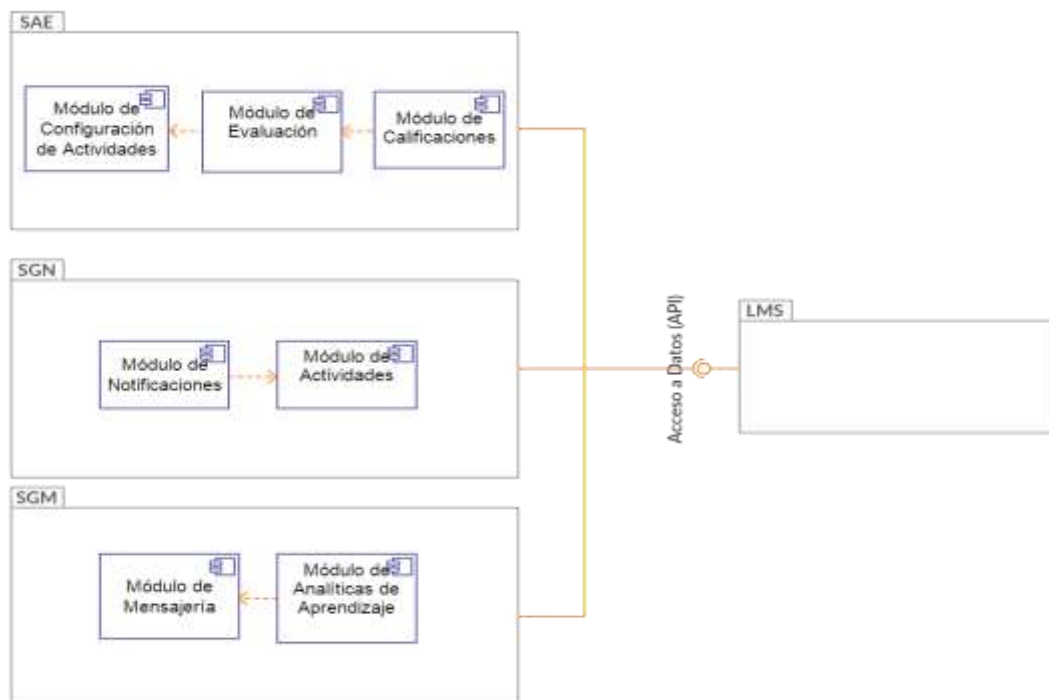 SAE
Módulo de
Configuración
de Actividades
Módulo de
Evaluación
Módulo de
Calificaciones
SGN
Módulo de
Notificaciones
Módulo de
Actividades
Acceso a Datos (API)
LMS
SGM
Módulo de
Mensajería
Módulo de
Analíticas de
Aprendizaje